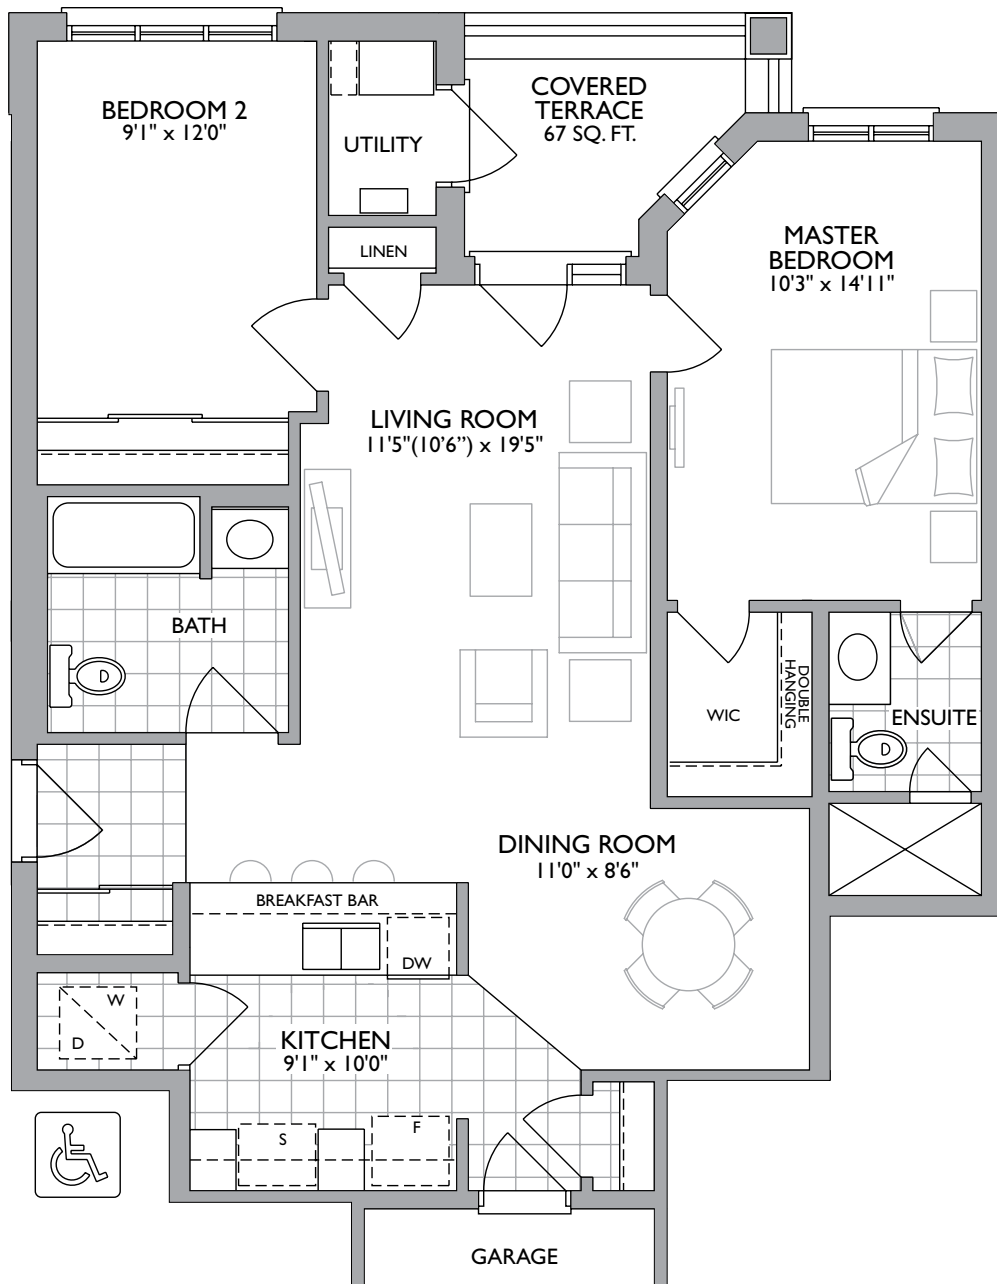 BEDROOM 2
9'1" x 12'0"
UTILITY
COVERED
TERRACE
67 SQ. FT.
LINEN
MASTER
BEDROOM
10'3" x 14'11"
LIVING ROOM
11'5"(10'6”) x 19'5"
BATH
D
WIC
DOUBLE
HANGING
ENSUITE
D
DINING ROOM
11'0" x 8'6"
BREAKFAST BAR
DW
W
D
KITCHEN
9'1" x 10'0"
S
F
GARAGE